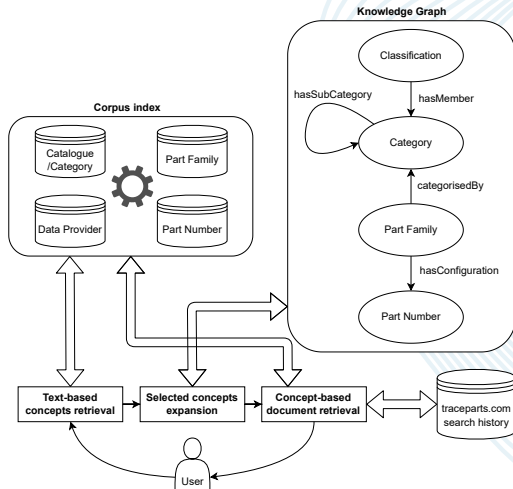 Knowledge Graph
Classification
hasSubCategory
hasMember
Category
categorisedBy
Part Family
hasConfiguration
Part Number
Corpus index
Catalogue
/Category
Part Family
Data Provider
Part Number
Text-based
concepts retrieval
Selected concepts
expansion
Concept-based
document retrieval
traceparts.com
search history
User